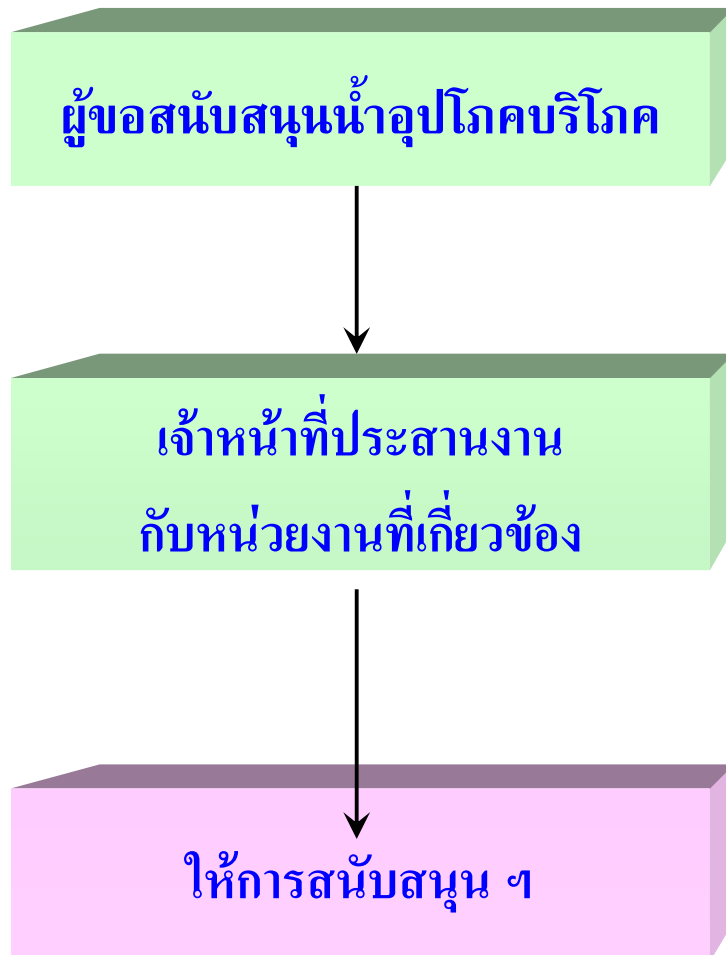 ผู้ขอสนับสนุนน้ำอุปโภคบริโภค
เจ้าหน้าที่ประสานงาน
กับหน่วยงานที่เกี่ยวข้อง
ให้การสนับสนุน ฯ